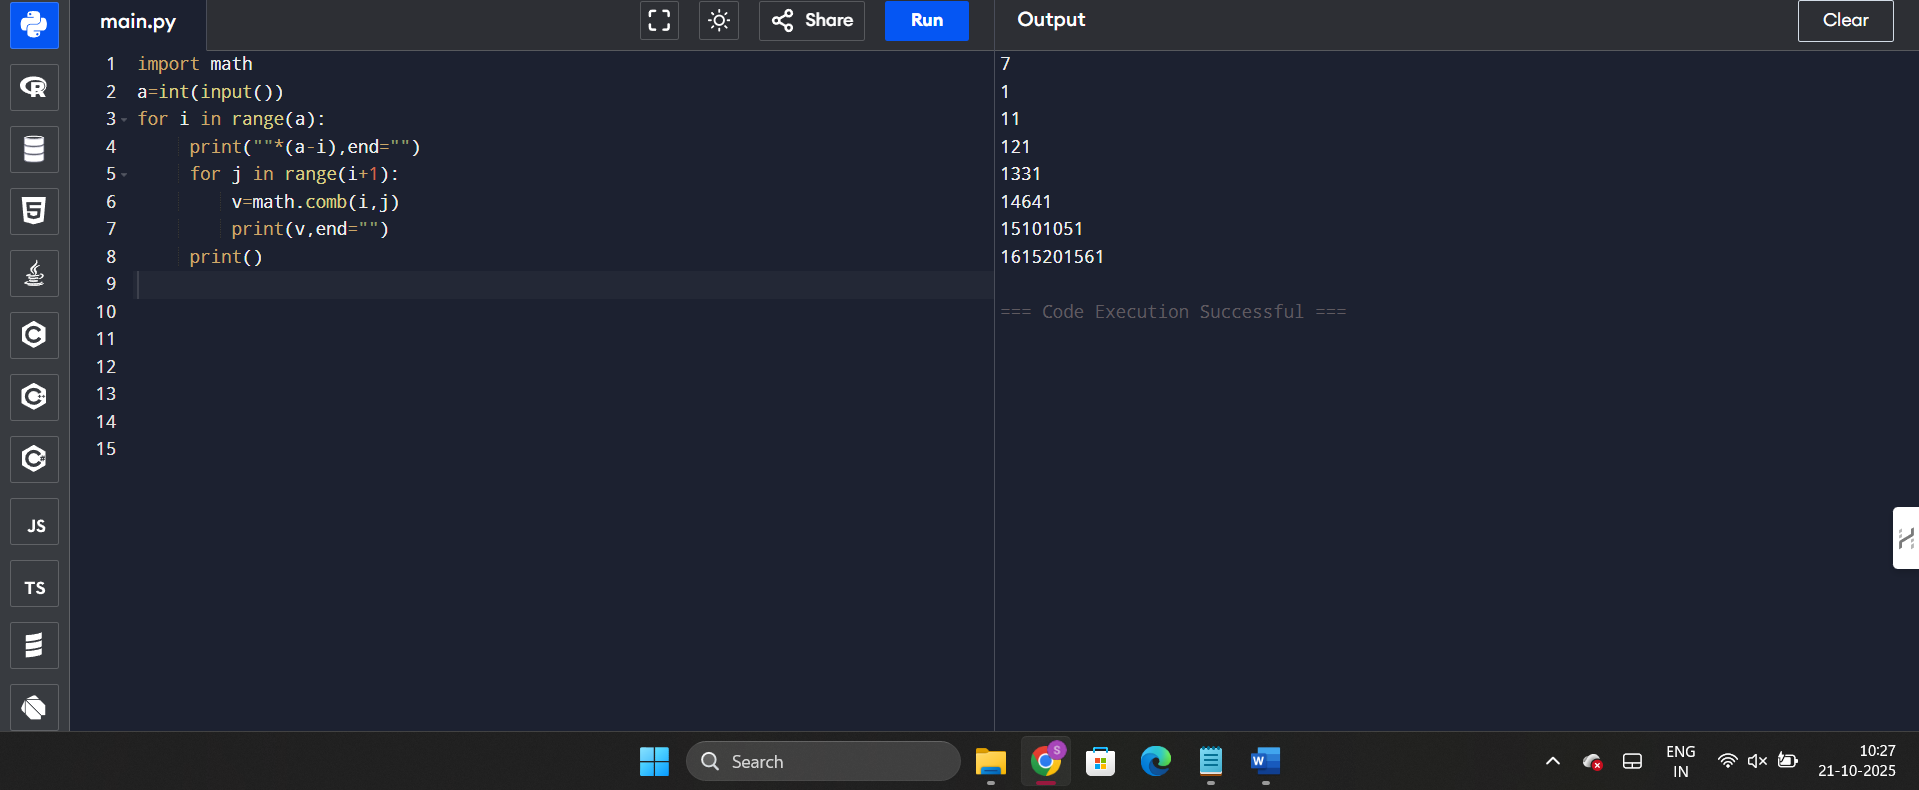 main.py
Share
Run
Output
Clear
1 import math
2 a=int(input())
3 for i in range(a):
4     print(""*(a-i),end="")
5     for j in range(i+1):
6         v=math.comb(i,j)
7         print(v,end="")
8     print()
9
10
11
12
13
14
15
7
1
11
121
1331
14641
15101051
1615201561
=== Code Execution Successful ===
JS
TS
Search
S
W
ENG
IN
10:27
21-10-2025